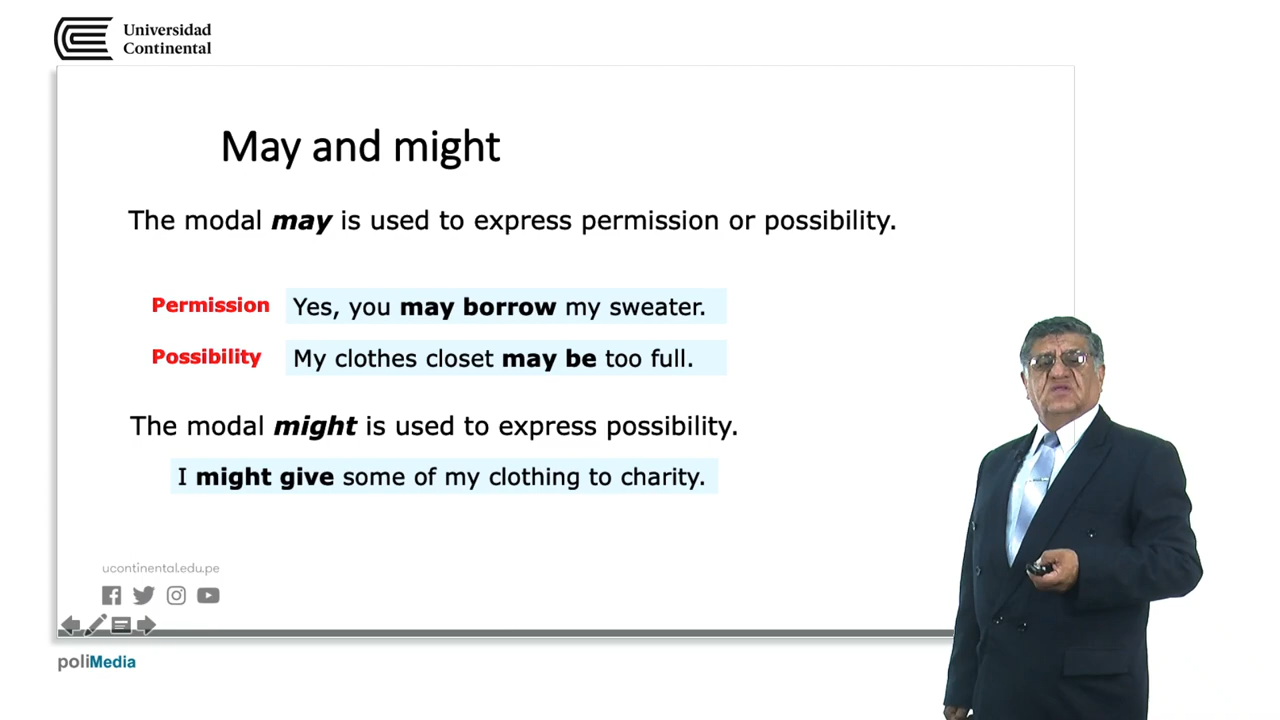 Universidad
Continental
May and might
The modal may is used to express permission or possibility.
Permission Yes, you may borrow my sweater.
Possibility My clothes closet may be too full.
The modal might is used to express possibility.
I might give some of my clothing to charity.
ucontinental.edu.pe
poliMedia